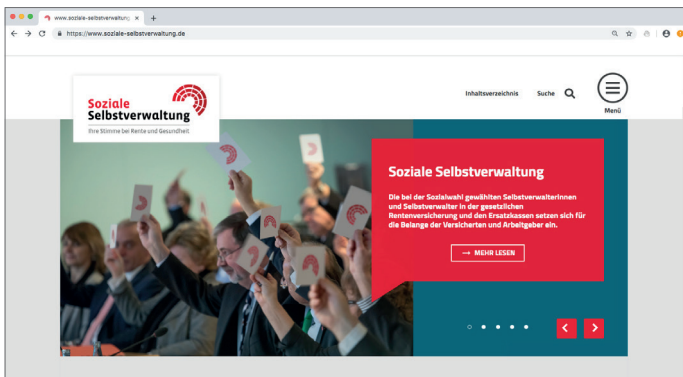 www.soziale-selbstverwaltung
https://www.soziale-selbstverwaltung.de
Inhaltsverzeichnis Suche
Menü
Soziale
Selbstverwaltung
Ihre Stimme bei Rente und Gesundheit
Soziale Selbstverwaltung
Die bei der Sozialwahl gewählten Selbstverwalterinnen
und Selbstverwalter in der gesetzlichen
Rentenversicherung und den Ersatzkassen setzen sich für
die Belange der Versicherten und Arbeitgeber ein.
→ MEHR LESEN